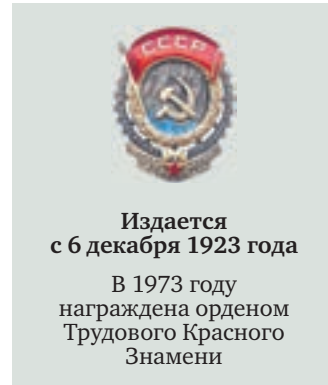 СССР
Издается
с 6 декабря 1923 года
В 1973 году
награждена орденом
Трудового Красного
Знамени